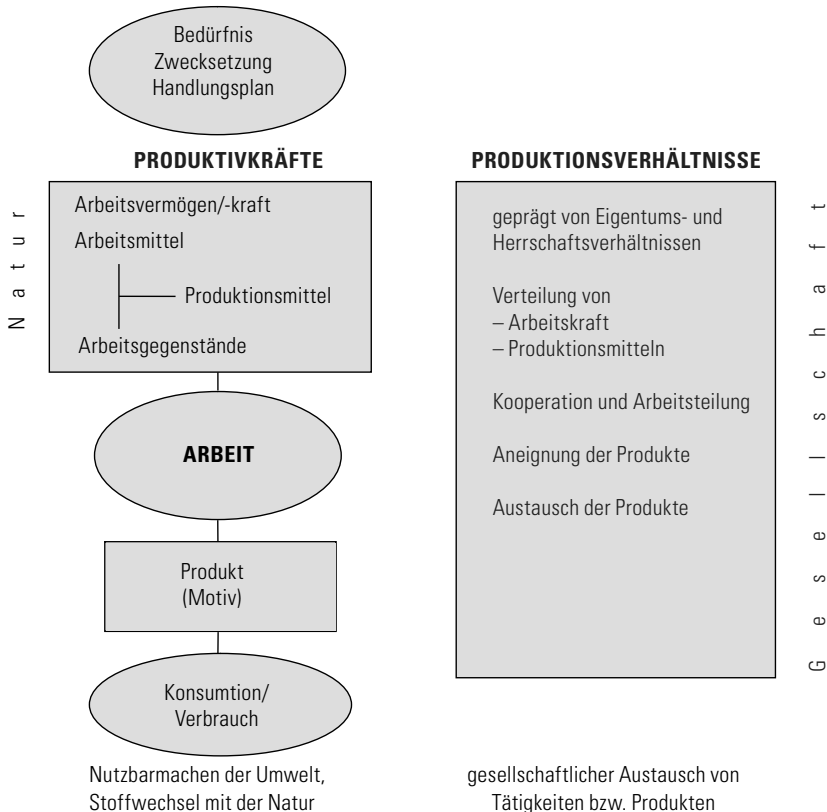 Bedürfnis
Zwecksetzung
Handlungsplan
PRODUKTIVKRÄFTE
Natur
Arbeitsvermögen/-kraft
Arbeitsmittel
Produktionsmittel
Arbeitsgegenstände
ARBEIT
Produkt
(Motiv)
Konsumtion/
Verbrauch
Nutzbarmachen der Umwelt,
Stoffwechsel mit der Natur
PRODUKTIONSVERHÄLTNISSE
geprägt von Eigentums- und
Herrschaftsverhältnissen
Verteilung von
– Arbeitskraft
– Produktionsmitteln
Kooperation und Arbeitsteilung
Aneignung der Produkte
Austausch der Produkte
Gesellschaft
gesellschaftlicher Austausch von
Tätigkeiten bzw. Produkten